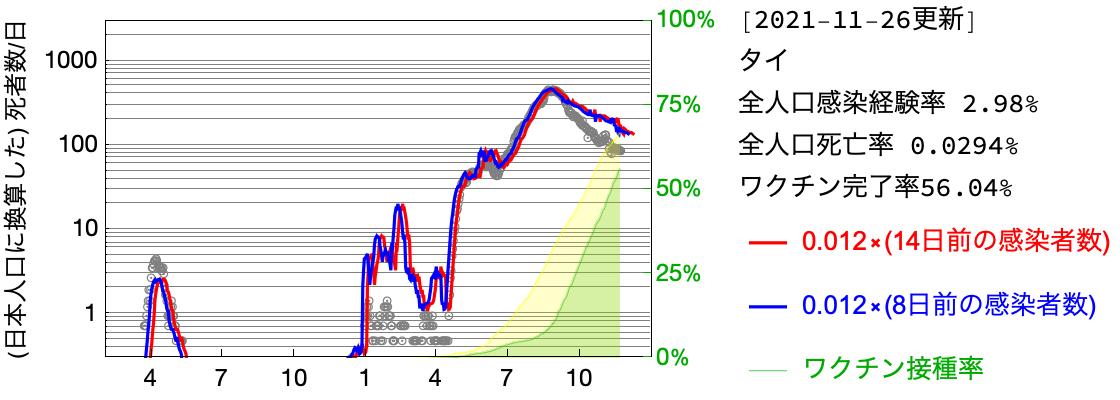 (日本人口に換算した) 死者数/日
1000
100
10
1
4
7
10
1
4
7
10
100%
75%
50%
25%
0%
[2021-11-26更新]
タイ
全人口感染経験率 2.98%
全人口死亡率 0.0294%
ワクチン完了率56.04%
0.012×(14日前の感染者数)
0.012×(8日前の感染者数)
ワクチン接種率